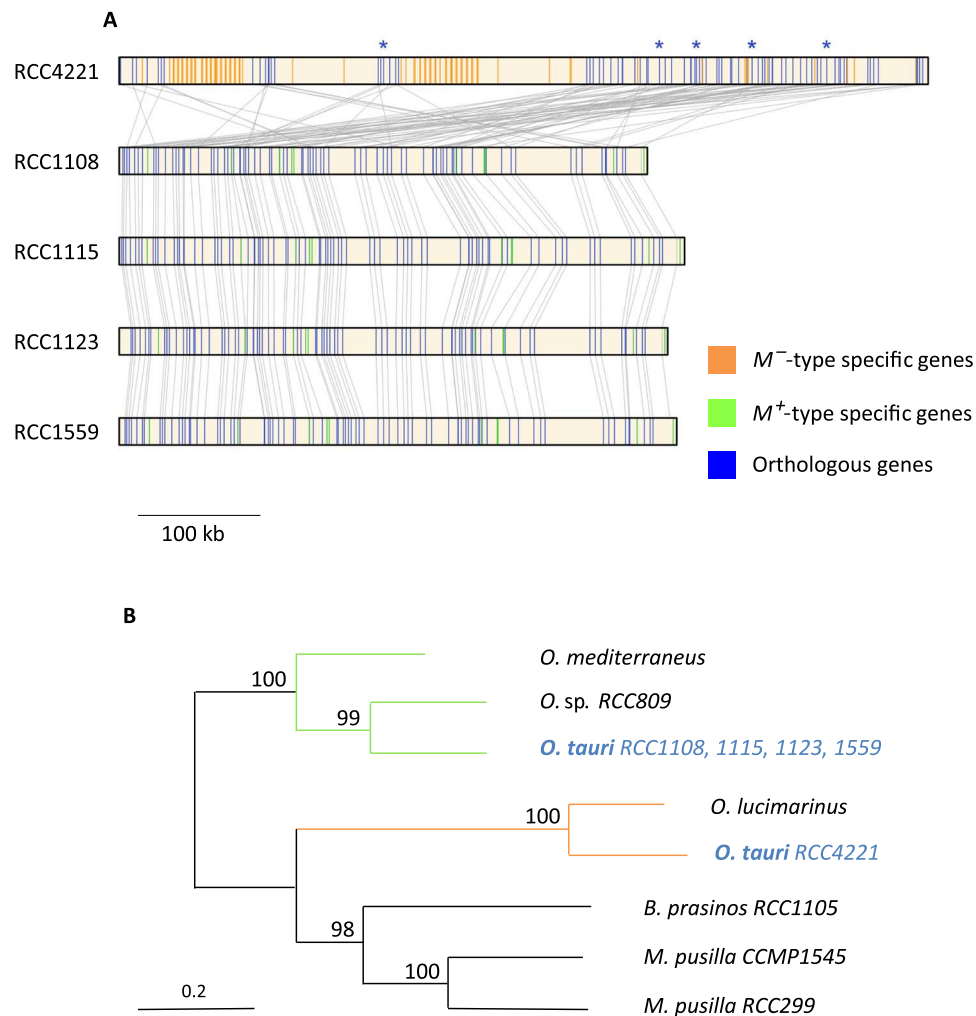 A
* * * * *
RCC4221
RCC1108
RCC1115
RCC1123
RCC1559
M⁻-type specific genes
M⁺-type specific genes
Orthologous genes
100 kb
B
O. mediterraneus
100
O. sp. RCC809
99
O. tauri RCC1108, 1115, 1123, 1559
O. lucimarinus
100
O. tauri RCC4221
B. prasinos RCC1105
98
M. pusilla CCMP1545
100
0.2
M. pusilla RCC299